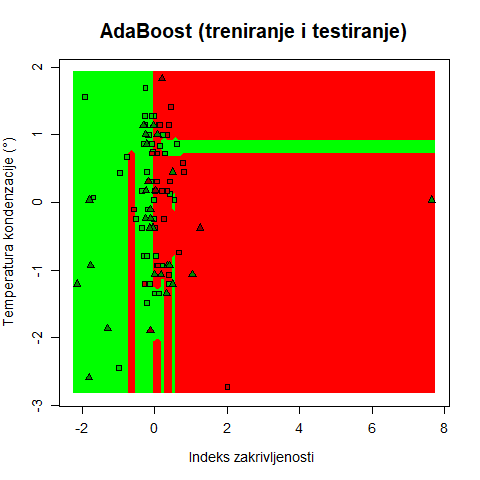 AdaBoost (treniranje i testiranje)
Temperatura kondenzacije (°)
2
1
0
-1
-2
-3
-2 0 2 4 6 8
Indeks zakrivljenosti